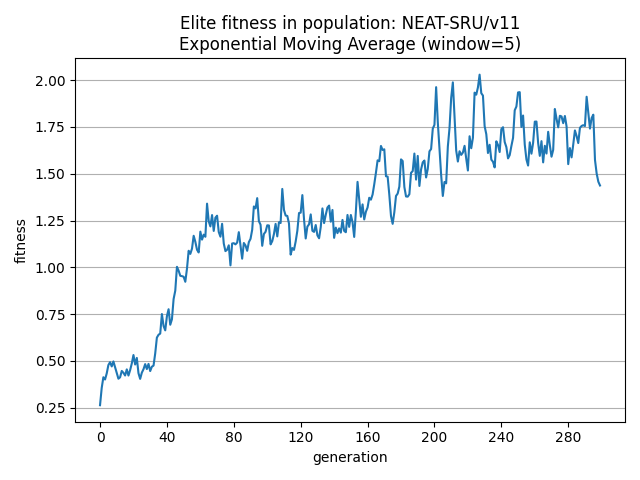 Elite fitness in population: NEAT-SRU/v11
Exponential Moving Average (window=5)
2.00
1.75
1.50
1.25
1.00
0.75
0.50
0.25
fitness
0 40 80 120 160 200 240 280
generation